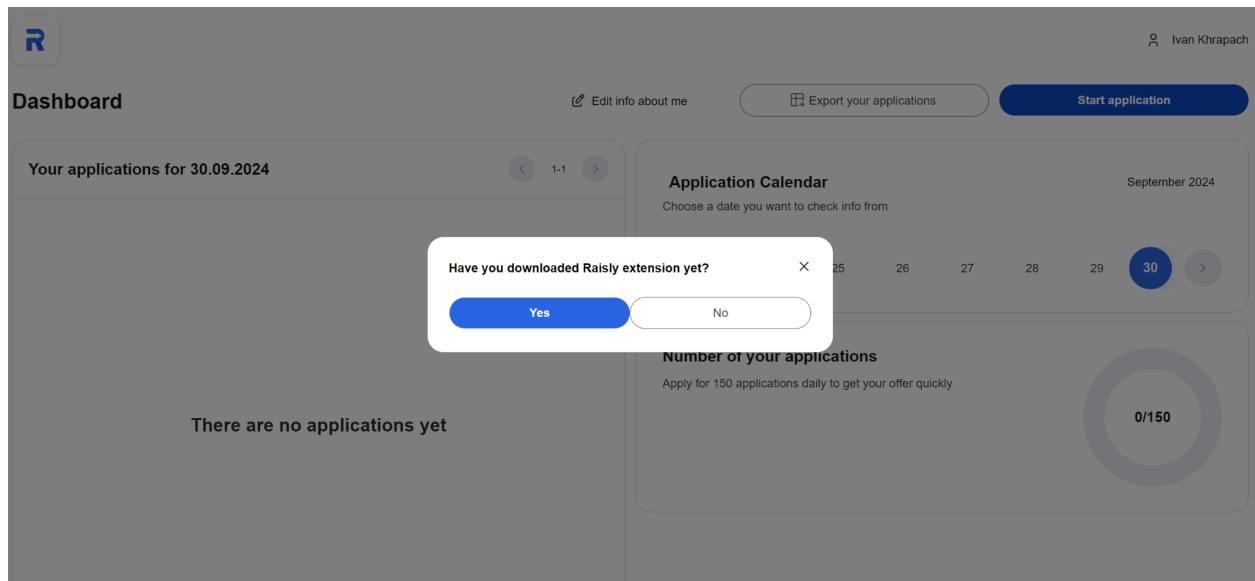 R
Ivan Khrapach
Dashboard
Edit info about me
Export your applications
Start application
Your applications for 30.09.2024
1-1
Application Calendar
September 2024
Choose a date you want to check info from
25 26 27 28 29 30
Have you downloaded Raisly extension yet?
Yes
No
Number of your applications
Apply for 150 applications daily to get your offer quickly
0/150
There are no applications yet